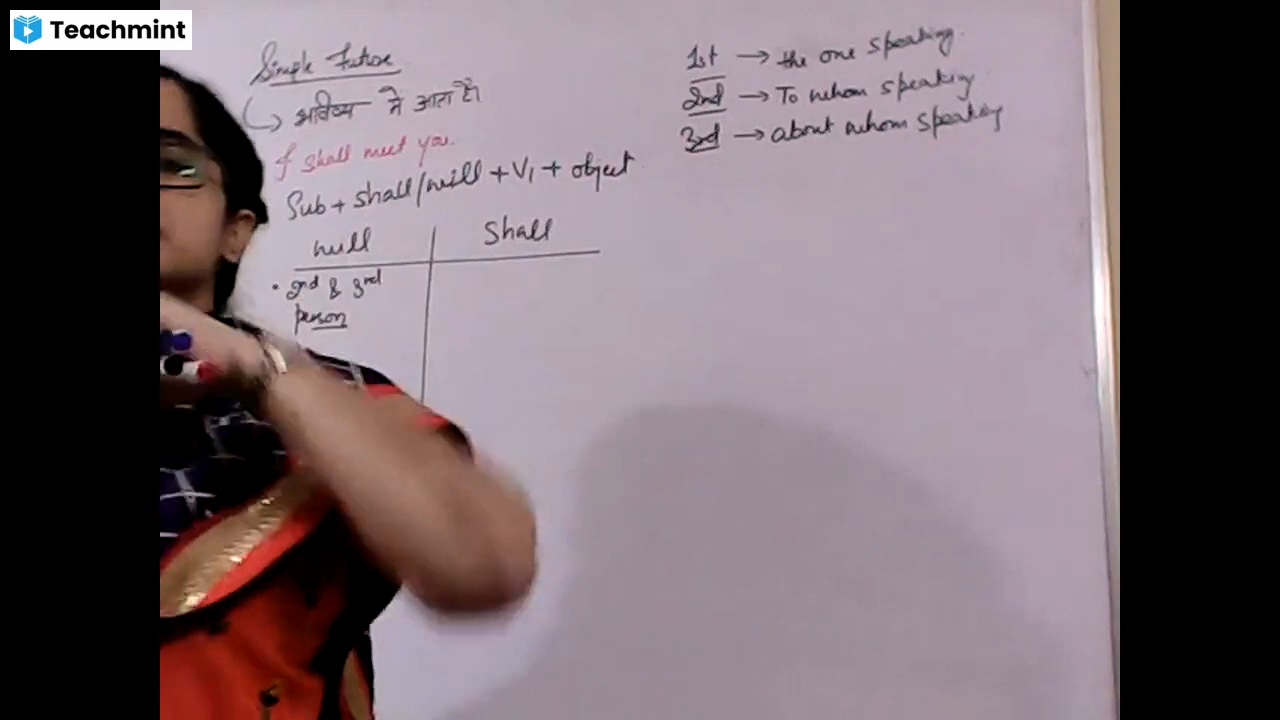 Teachmint
Simple Future
भविष्य में आता है।
I shall meet you.
Sub + shall/will + V1 + object
will
Shall
• 2nd & 3rd
person
1st → the one speaking.
2nd → To whom speaking
3rd → about whom speaking